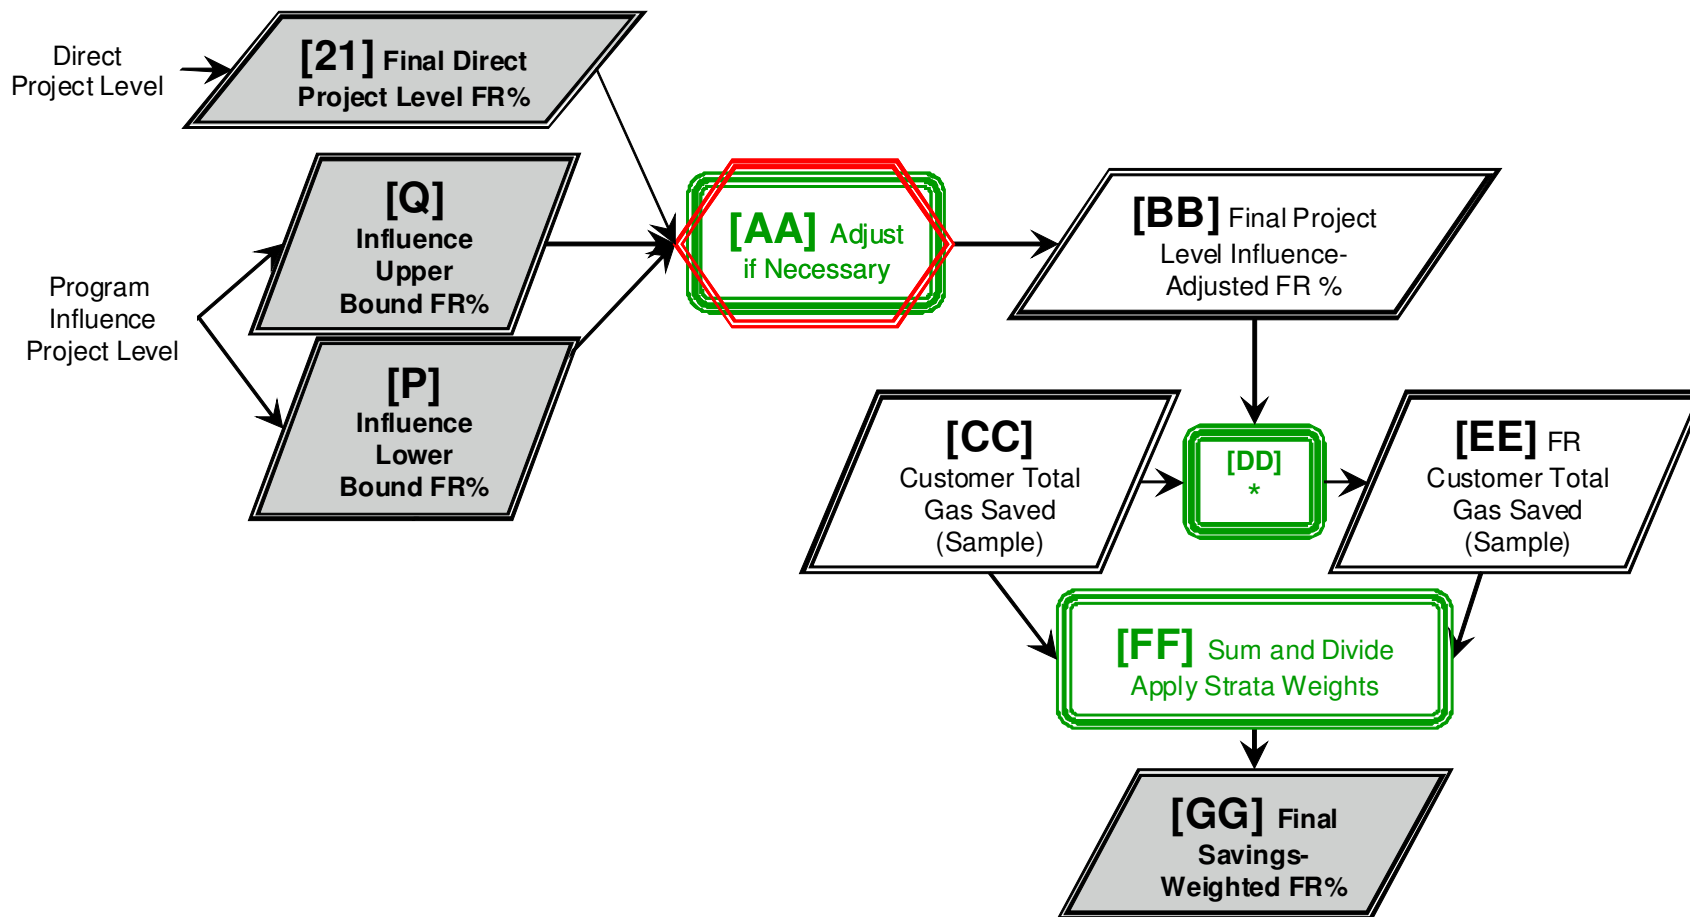 Direct
Project Level
[21] Final Direct
Project Level FR%
[Q]
Influence
Upper
Bound FR%
Program
Influence
Project Level
[P]
Influence
Lower
Bound FR%
[AA] Adjust
if Necessary
[BB] Final Project
Level Influence-
Adjusted FR %
[CC]
Customer Total
Gas Saved
(Sample)
[DD]
*
[EE] FR
Customer Total
Gas Saved
(Sample)
[FF] Sum and Divide
Apply Strata Weights
[GG] Final
Savings-
Weighted FR%